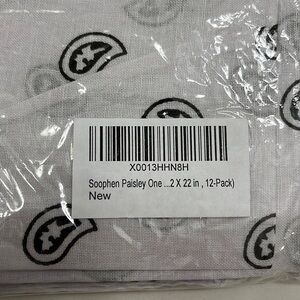 X0013HHN8H
Soophen Paisley One ...2 X 22 in , 12-Pack)
New